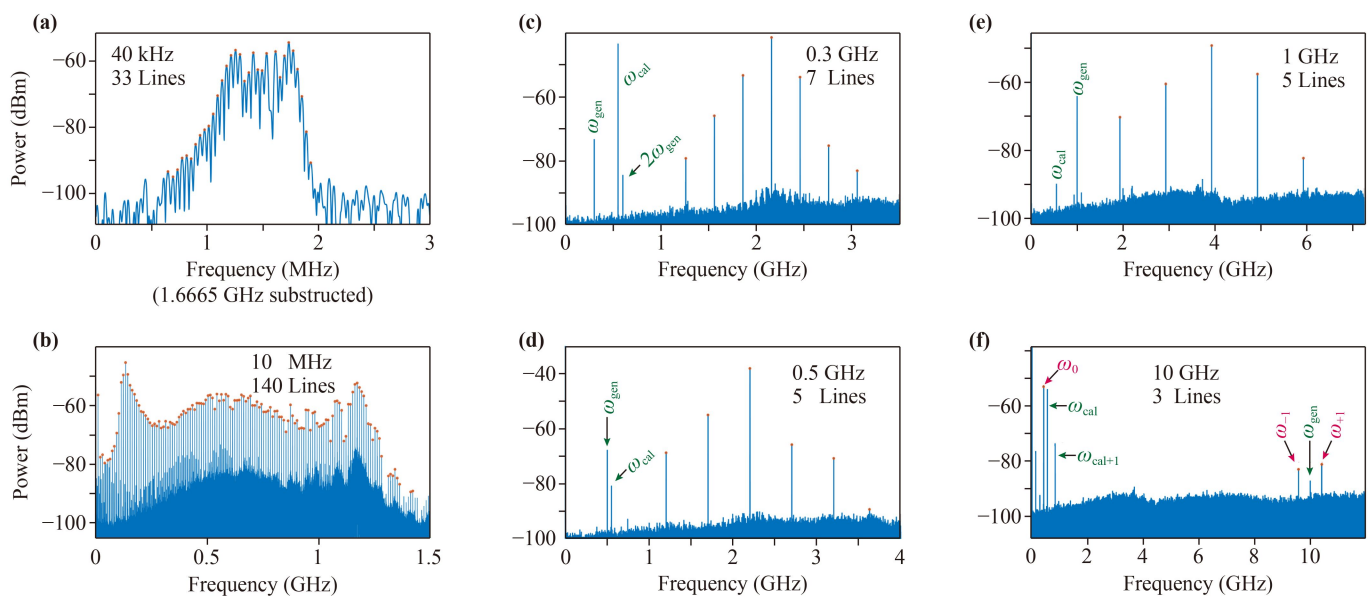 (a)
40 kHz
33 Lines
−60
−80
−100
Power (dBm)
0 1 2 3
Frequency (MHz)
(1.6665 GHz substructed)
(b)
10 MHz
140 Lines
−60
−80
−100
Power (dBm)
0 0.5 1 1.5
Frequency (GHz)
(c)
0.3 GHz
7 Lines
ωcal
ωgen
2ωgen
−60
−80
−100
0 1 2 3
Frequency (GHz)
(d)
0.5 GHz
5 Lines
ωgen
ωcal
−40
−60
−80
−100
0 1 2 3 4
Frequency (GHz)
(e)
1 GHz
5 Lines
ωgen
ωcal
−60
−80
−100
0 2 4 6
Frequency (GHz)
(f)
10 GHz
3 Lines
ω0
ωcal
ωcal+1
ω−1
ωgen
ω+1
−60
−80
−100
0 2 4 6 8 10
Frequency (GHz)